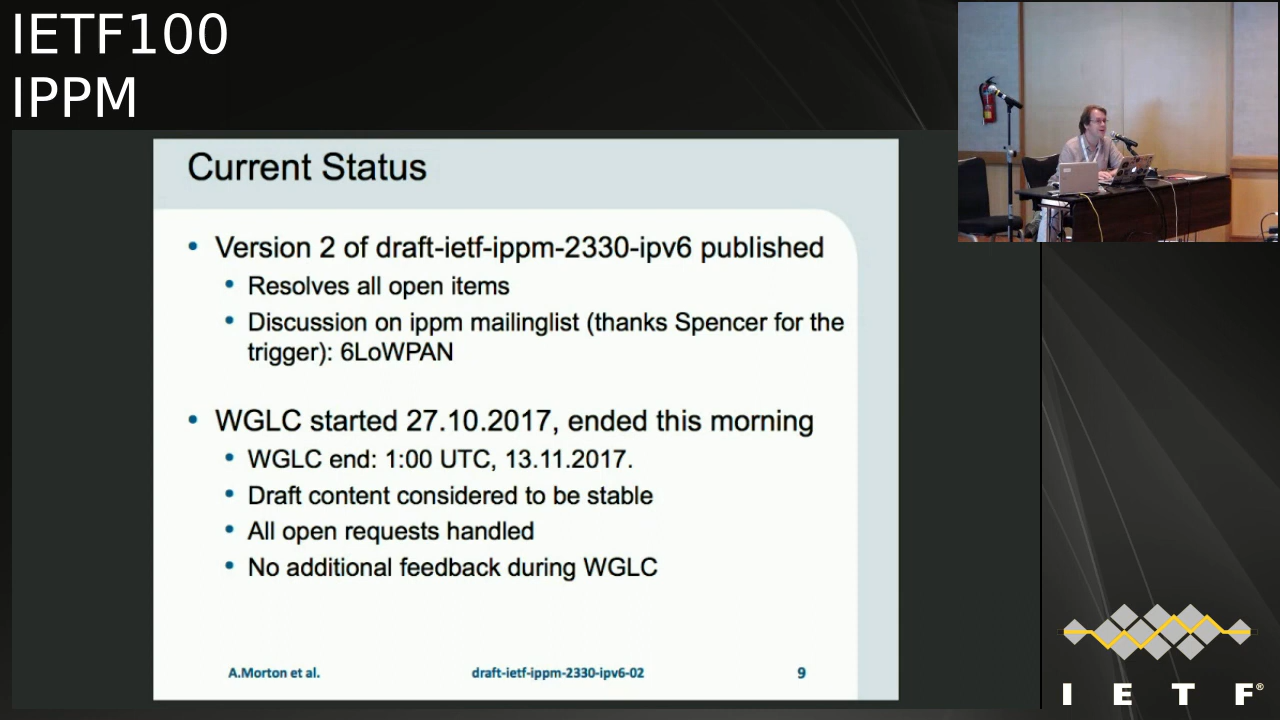 IETF100
IPPM
Current Status
• Version 2 of draft-ietf-ippm-2330-ipv6 published
• Resolves all open items
• Discussion on ippm mailinglist (thanks Spencer for the
trigger): 6LoWPAN
• WGLC started 27.10.2017, ended this morning
• WGLC end: 1:00 UTC, 13.11.2017.
• Draft content considered to be stable
• All open requests handled
• No additional feedback during WGLC
A.Morton et al. draft-ietf-ippm-2330-ipv6-02 9
I E T F®